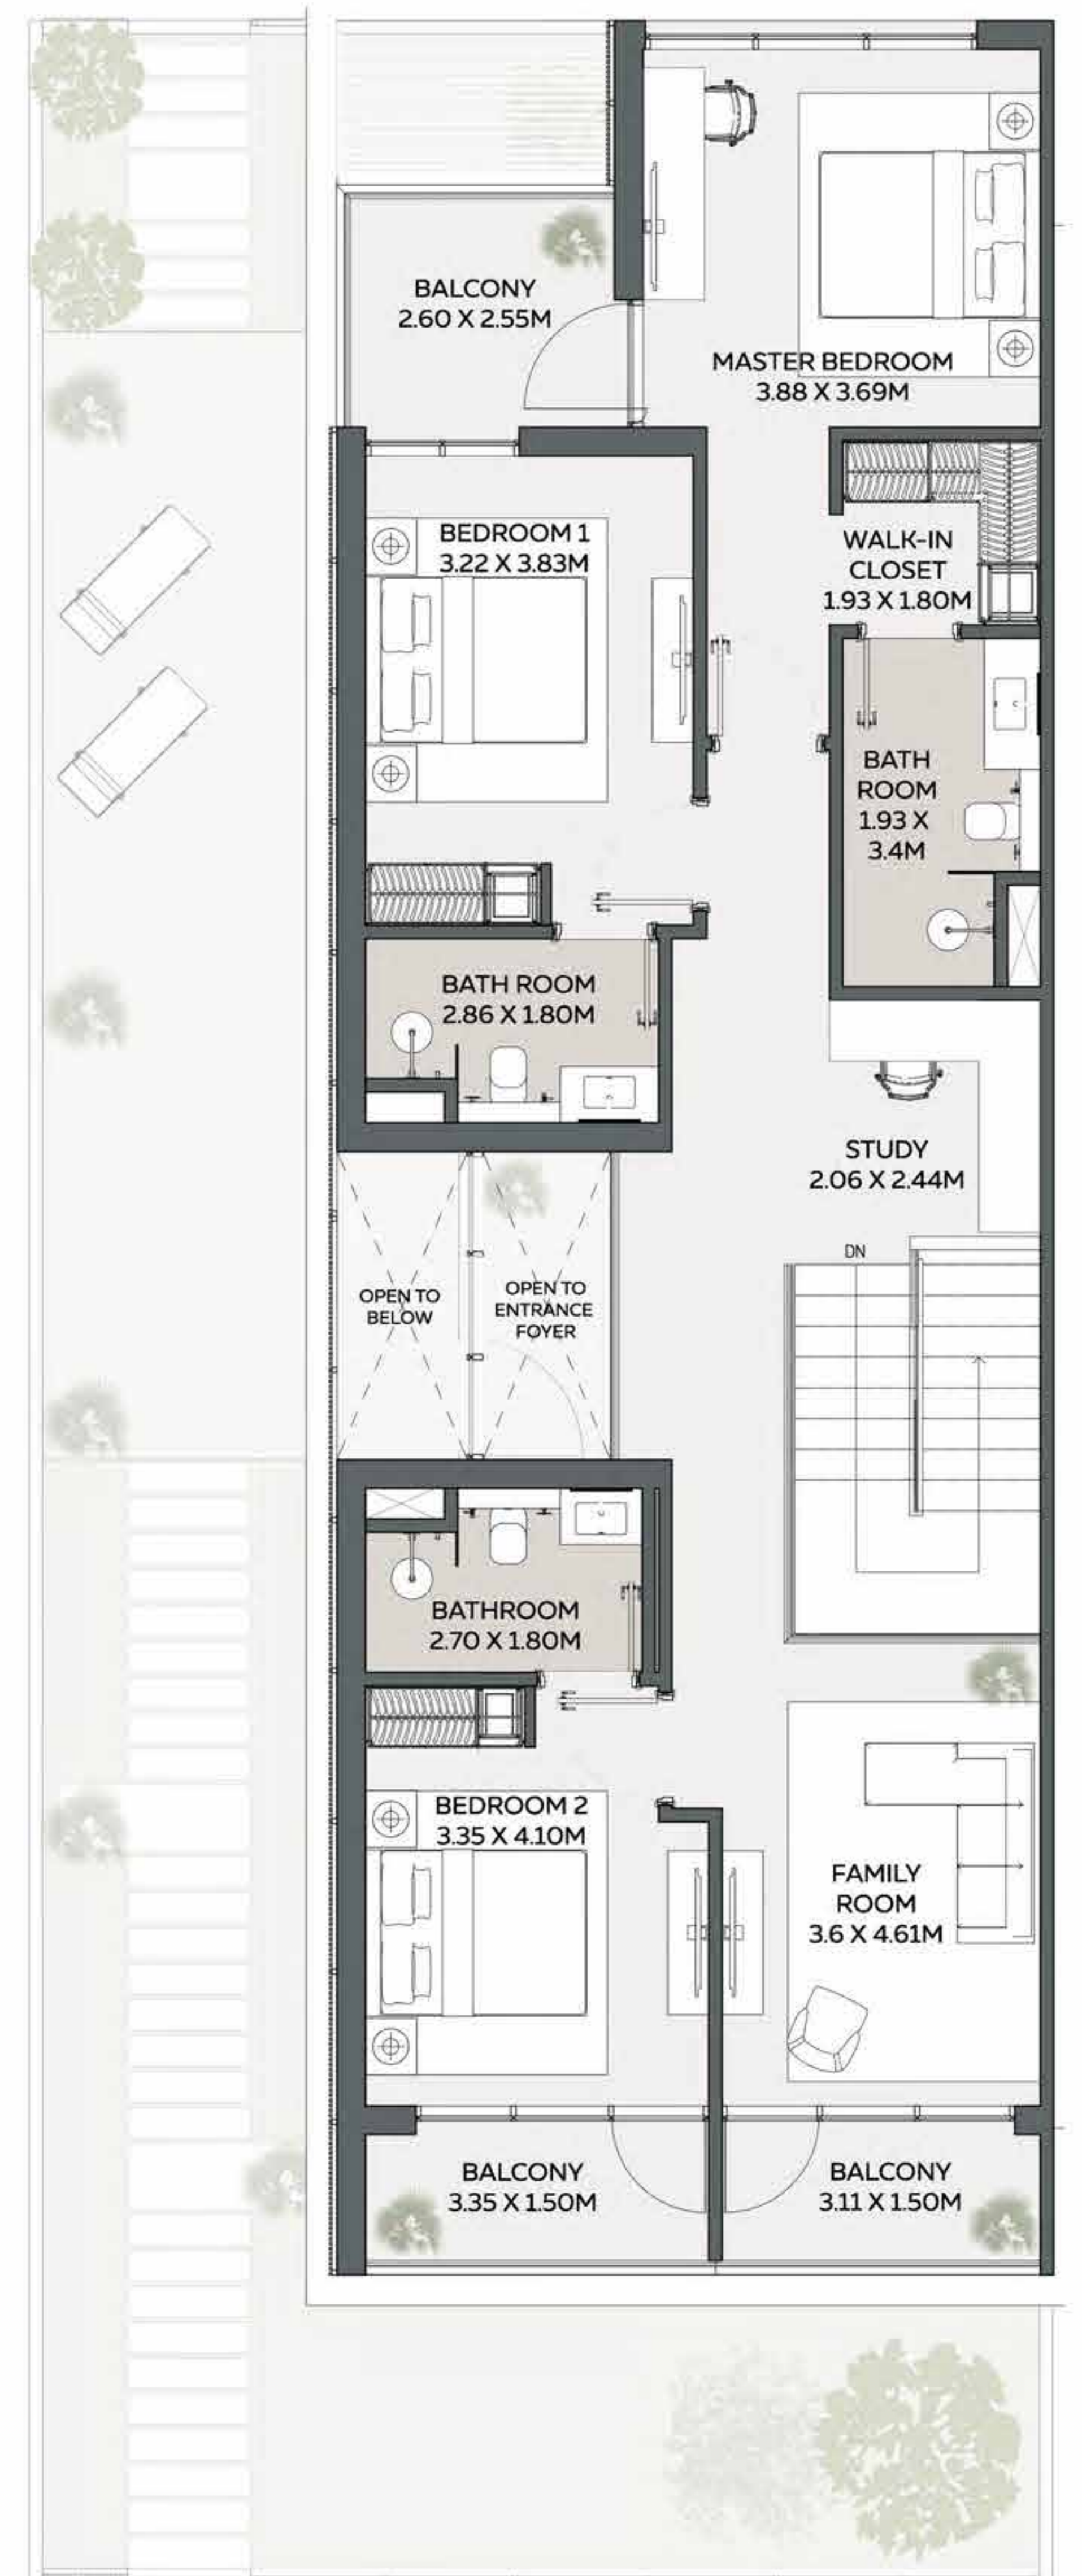 BALCONY
2.60 X 2.55M
MASTER BEDROOM
3.88 X 3.69M
BEDROOM 1
3.22 X 3.83M
WALK-IN
CLOSET
1.93 X 1.80M
BATH
ROOM
1.93 X
3.4M
BATH ROOM
2.86 X 1.80M
STUDY
2.06 X 2.44M
DN
OPEN TO
BELOW
OPEN TO
ENTRANCE
FOYER
BATHROOM
2.70 X 1.80M
BEDROOM 2
3.35 X 4.10M
FAMILY
ROOM
3.6 X 4.61M
BALCONY
3.35 X 1.50M
BALCONY
3.11 X 1.50M